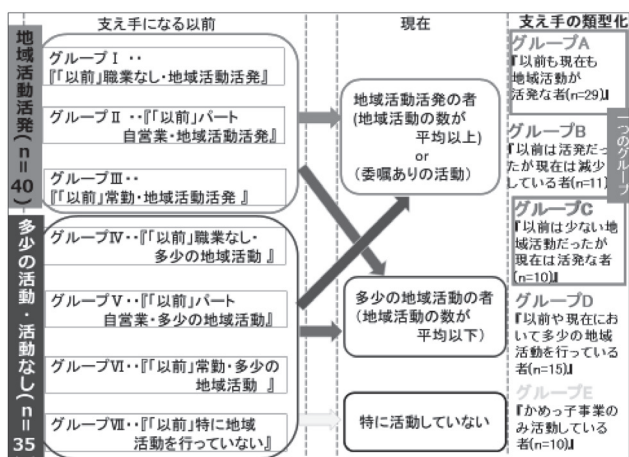 支え手になる以前
現在
支え手の類型化
地域活動活発(n=40)
グループⅠ‥
『「以前」職業なし・地域活動活発』
グループⅡ‥『「以前」パート
自営業・地域活動活発』
グループⅢ‥
『「以前」常勤・地域活動活発 』
多少の活動・活動なし(n=35)
グループⅣ‥『「以前」職業なし・
多少の地域活動 』
グループⅤ‥『「以前」パート
自営業・多少の地域活動』
グループⅥ‥『「以前」常勤・多少の
地域活動 』
グループⅦ‥『「以前」特に地域
活動を行っていない』
地域活動活発の者
(地域活動の数が
平均以上)
or
(委嘱ありの活動)
多少の地域活動の者
(地域活動の数が
平均以下)
特に活動していない
グループA
『以前も現在も
地域活動が
活発な者(n=29)』
グループB
『以前は活発だっ
たが現在は減少
している者(n=11)
一つのグループ
グループC
『以前は少ない地
域活動だったが
現在は活発な者
(n=10)』
グループD
『以前や現在にお
いて多少の地域
活動を行っている
者(n=15)』
グループE
『かめっ子事業の
み活動している
者(n=10)』